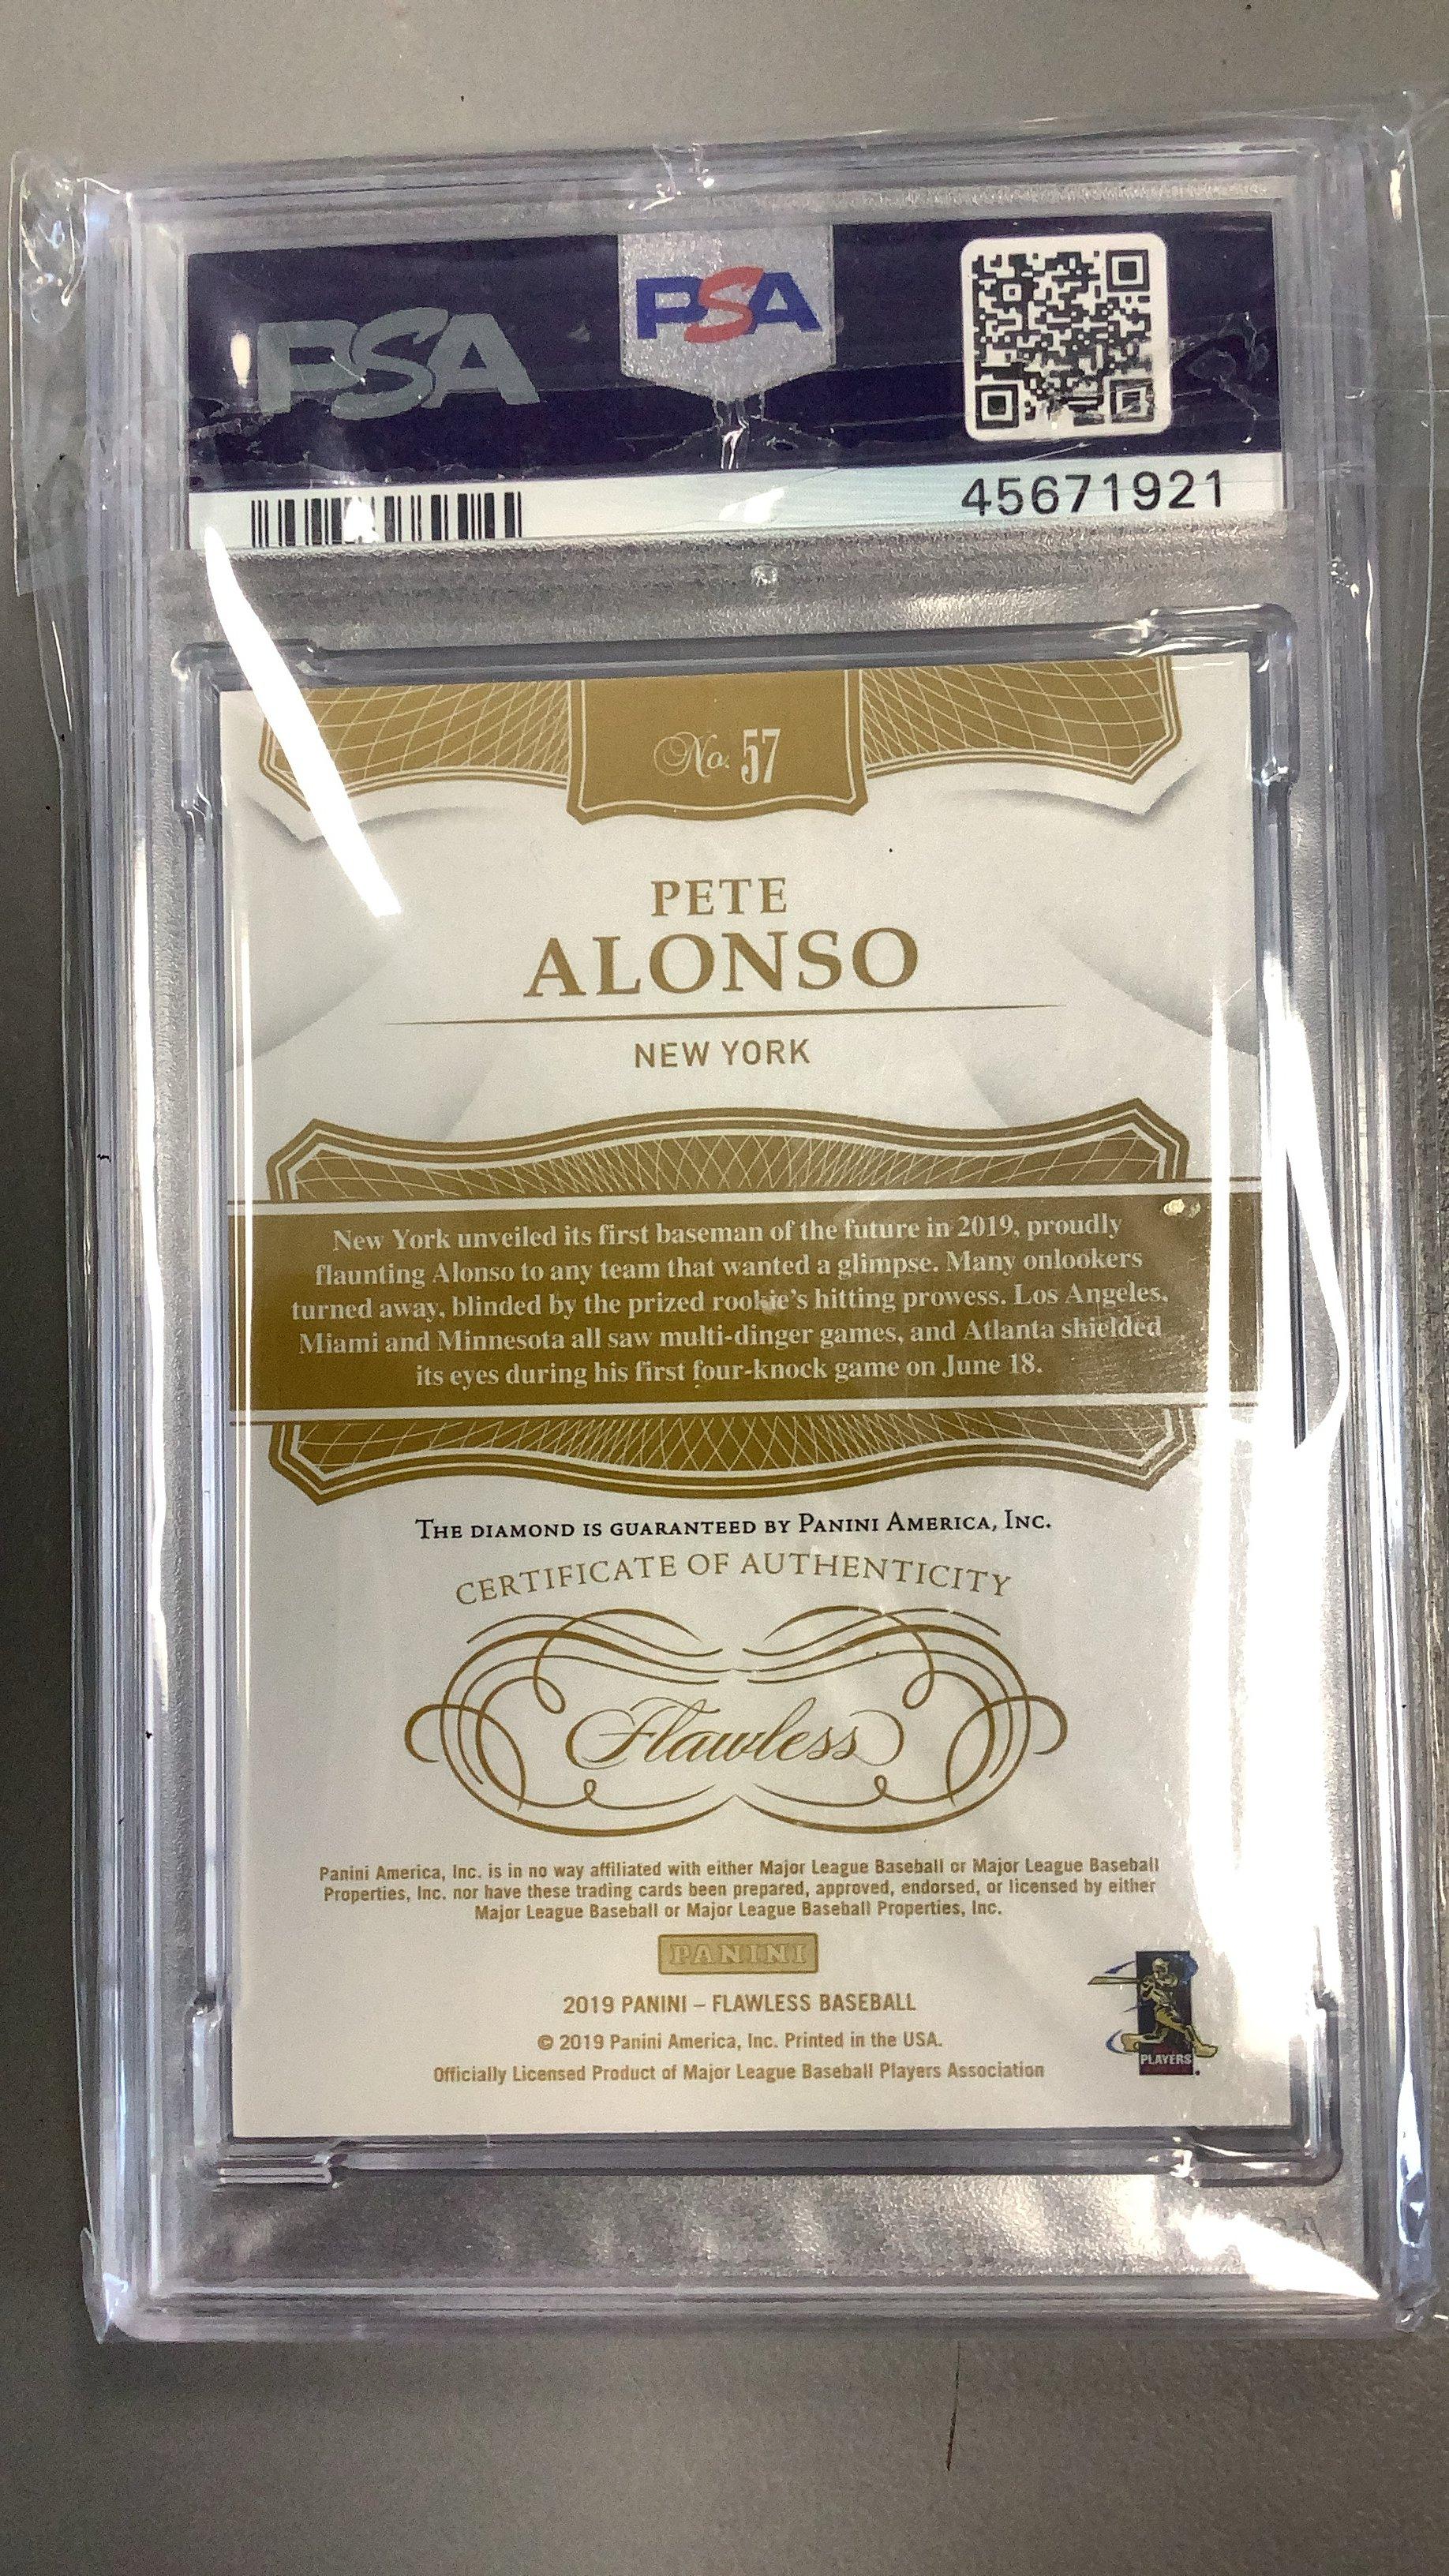 PSA
PSA
45671921
No. 57
PETE
ALONSO
NEW YORK
New York unveiled its first baseman of the future in 2019, proudly
flaunting Alonso to any team that wanted a glimpse. Many onlookers
turned away, blinded by the prized rookie's hitting prowess. Los Angeles,
Miami and Minnesota all saw multi-dinger games, and Atlanta shielded
its eyes during his first four-knock game on June 18.
THE DIAMOND IS GUARANTEED BY PANINI AMERICA, INC.
CERTIFICATE OF AUTHENTICITY
Flawless
Panini America, Inc. is in no way affiliated with either Major League Baseball or Major League Baseball
Properties, Inc. nor have these trading cards been prepared, approved, endorsed, or licensed by either
Major League Baseball or Major League Baseball Properties, Inc.
PANINI
2019 PANINI – FLAWLESS BASEBALL
© 2019 Panini America, Inc. Printed in the USA.
Officially Licensed Product of Major League Baseball Players Association
PLAYERS